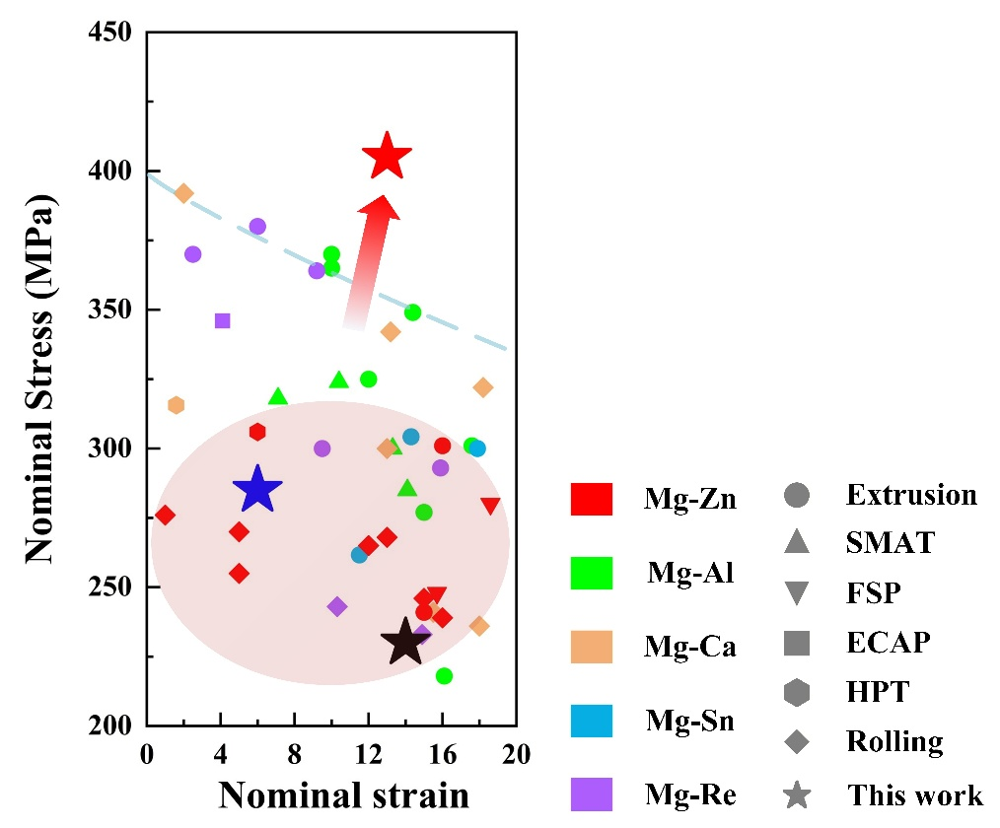 450
400
350
300
250
200
Nominal Stress (MPa)
0 4 8 12 16 20
Nominal strain
Mg-Zn
Mg-Al
Mg-Ca
Mg-Sn
Mg-Re
Extrusion
SMAT
FSP
ECAP
HPT
Rolling
This work